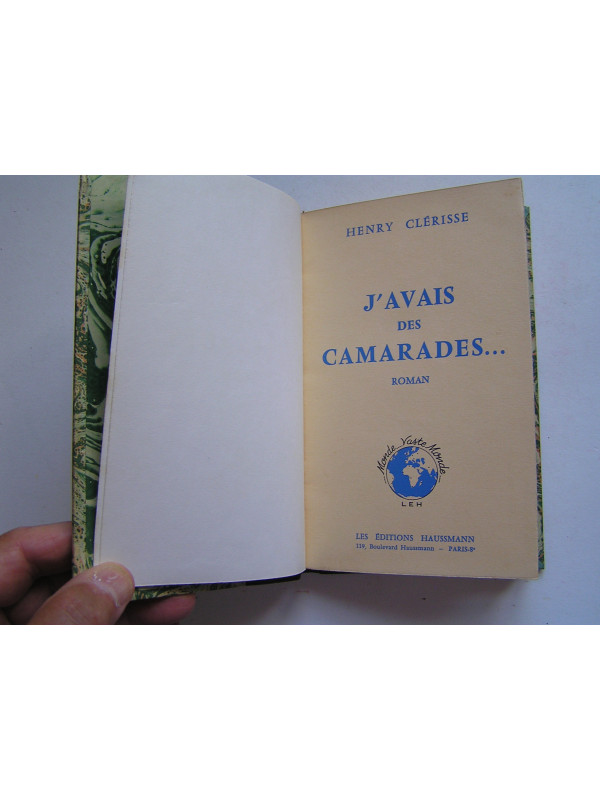 HENRY CLÉRISSE
J'AVAIS
DES
CAMARADES...
ROMAN
Monde Vaste Monde
LEH
LES ÉDITIONS HAUSSMANN
119, Boulevard Haussmann – PARIS-8e